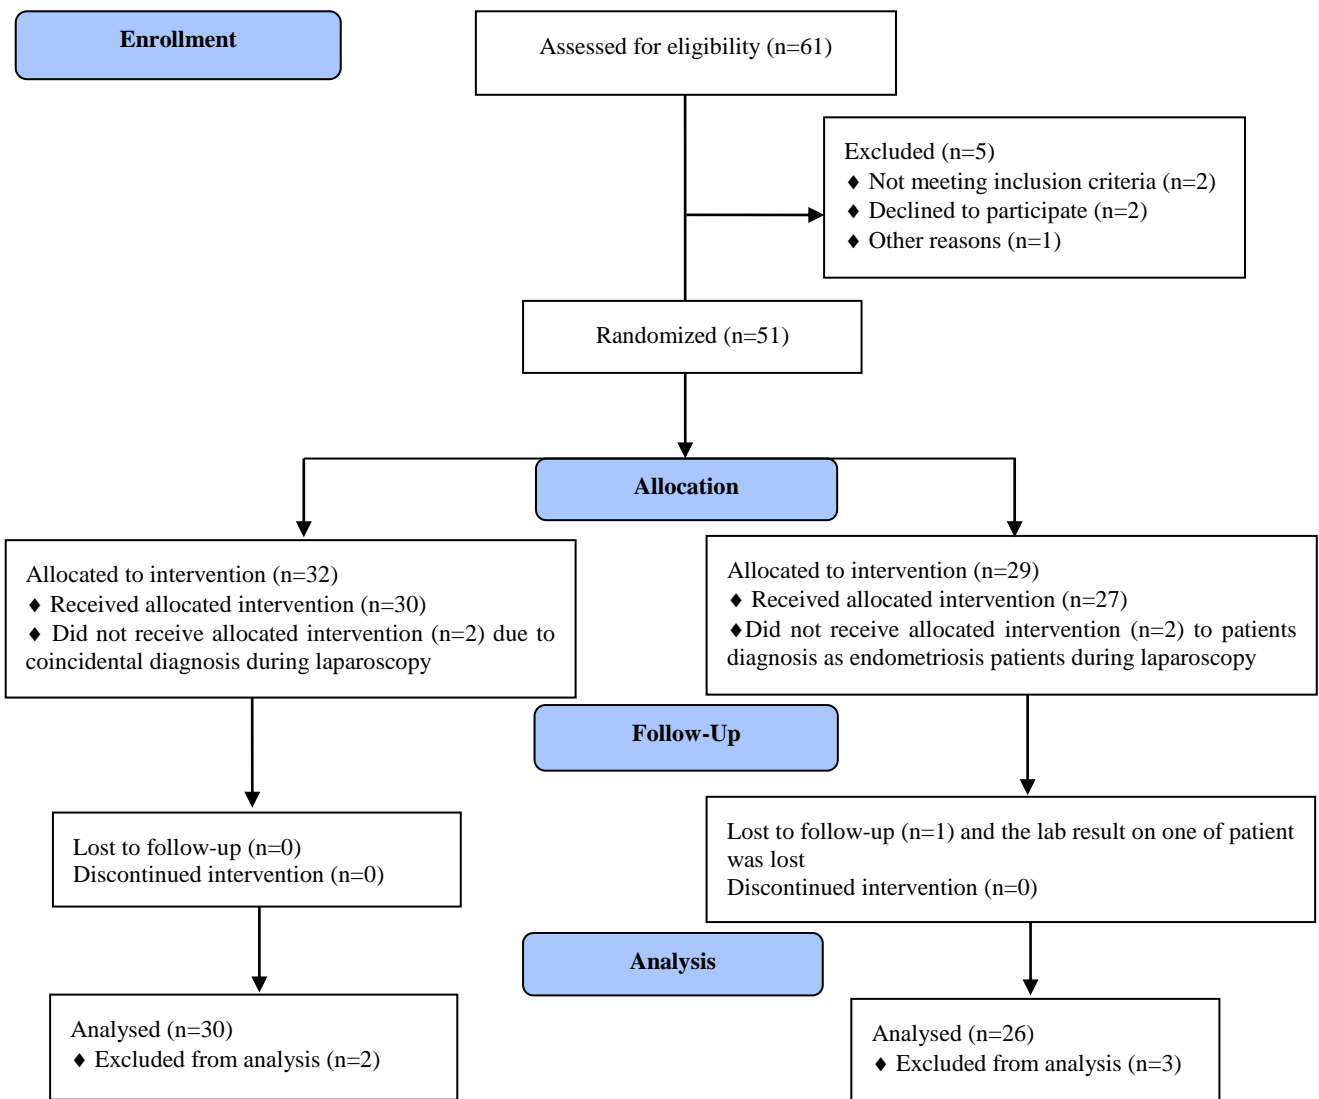 Enrollment
Assessed for eligibility (n=61)
Excluded (n=5)
♦ Not meeting inclusion criteria (n=2)
♦ Declined to participate (n=2)
♦ Other reasons (n=1)
Randomized (n=51)
Allocation
Allocated to intervention (n=32)
♦ Received allocated intervention (n=30)
♦ Did not receive allocated intervention (n=2) due to
coincidental diagnosis during laparoscopy
Allocated to intervention (n=29)
♦ Received allocated intervention (n=27)
♦Did not receive allocated intervention (n=2) to patients
diagnosis as endometriosis patients during laparoscopy
Follow-Up
Lost to follow-up (n=0)
Discontinued intervention (n=0)
Lost to follow-up (n=1) and the lab result on one of patient
was lost
Discontinued intervention (n=0)
Analysis
Analysed (n=30)
♦ Excluded from analysis (n=2)
Analysed (n=26)
♦ Excluded from analysis (n=3)